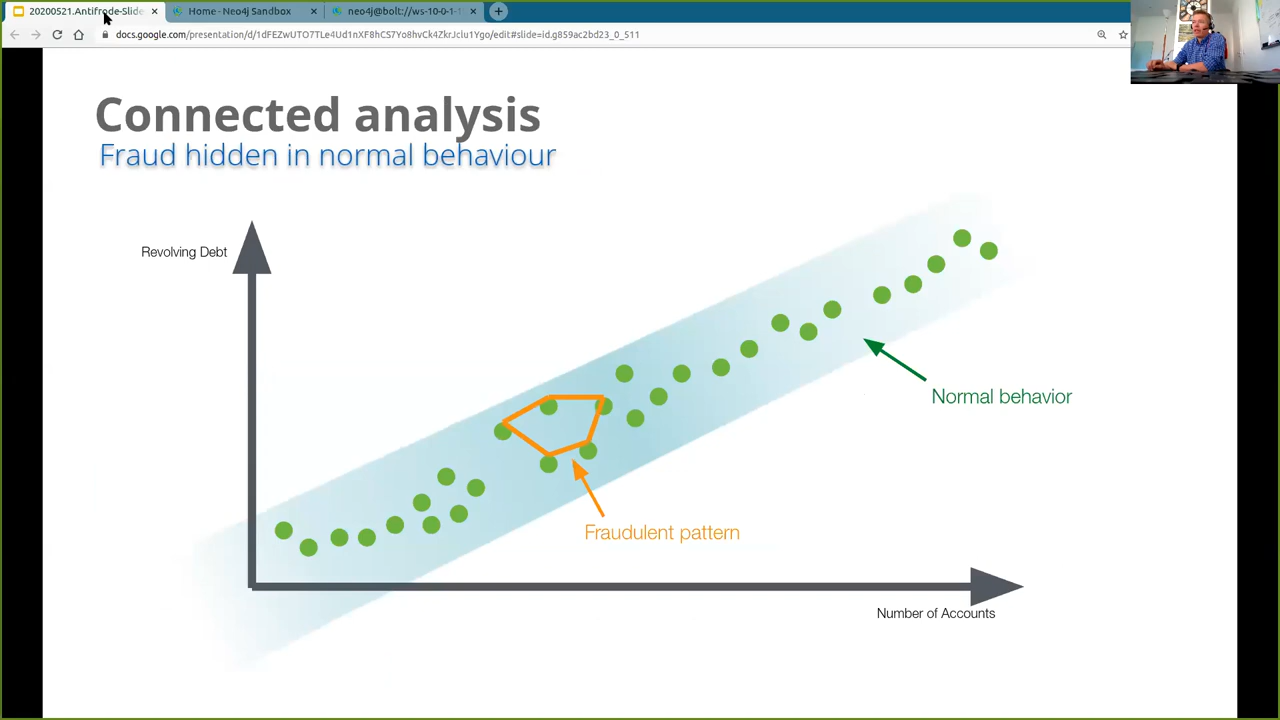 20200521.Antifrode-Slide
Home - Neo4j Sandbox
neo4j@bolt://ws-10-0-1-1
docs.google.com/presentation/d/1dFEZwUTO7TLe4Ud1nXF8hCS7Yo8hvCk4ZkrJclu1Ygo/edit#slide=id.g859ac2bd23_0_511
Connected analysis
Fraud hidden in normal behaviour
Revolving Debt
Normal behavior
Fraudulent pattern
Number of Accounts